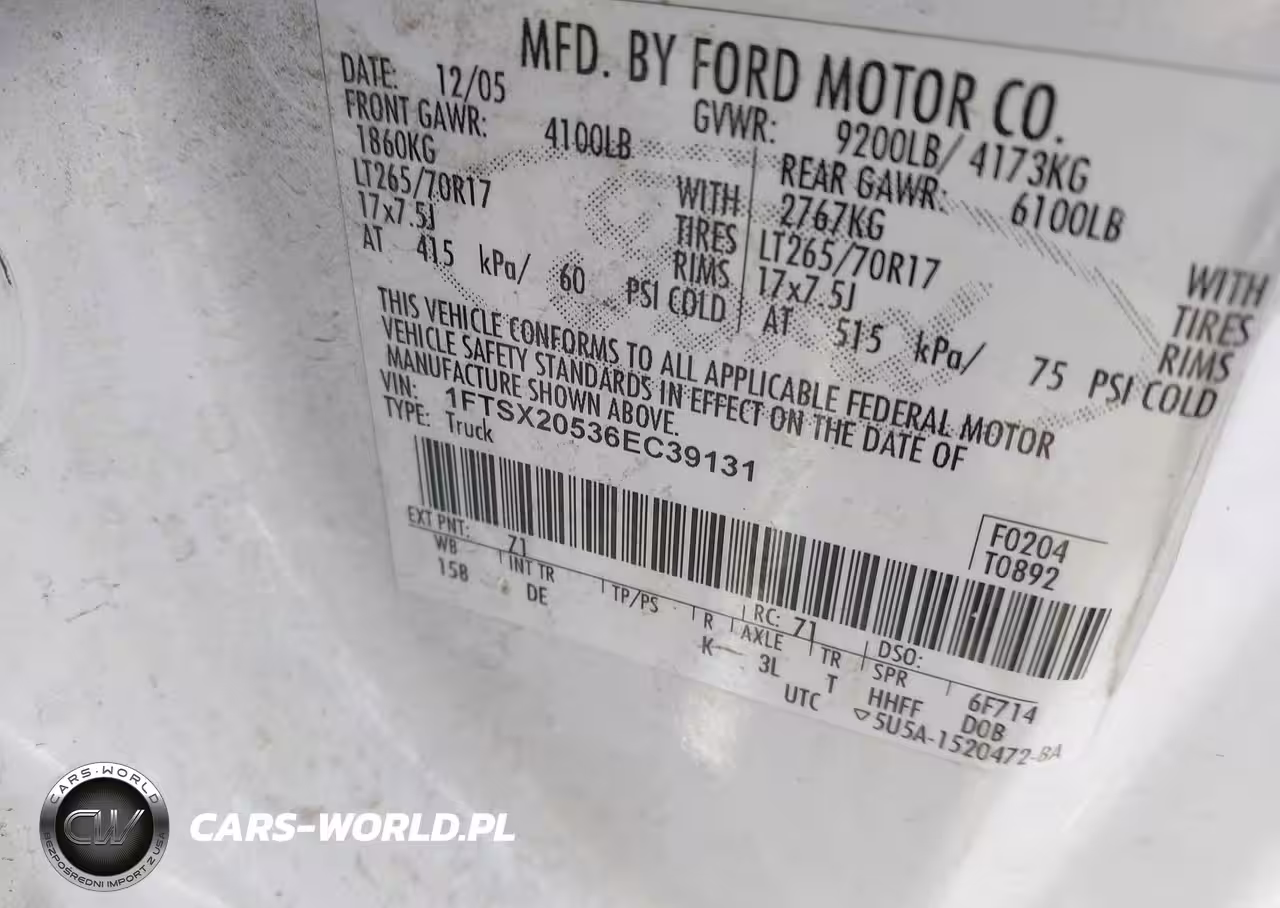 MFD. BY FORD MOTOR CO.
DATE: 12/05 GVWR: 9200LB/ 4173KG
FRONT GAWR: 4100LB REAR GAWR: 6100LB
1860KG WITH 2767KG WITH
LT265/70R17 TIRES LT265/70R17 TIRES
17x7.5J RIMS 17x7.5J RIMS
AT 415 kPa/ 60 PSI COLD AT 515 kPa/ 75 PSI COLD
THIS VEHICLE CONFORMS TO ALL APPLICABLE FEDERAL MOTOR
VEHICLE SAFETY STANDARDS IN EFFECT ON THE DATE OF
MANUFACTURE SHOWN ABOVE.
VIN: 1FTSX20536EC39131
TYPE: Truck
F0204
T0892
EXT PNT: Z1 RC: 71 DSO:
WB INT TR TP/PS R AXLE TR SPR 6F714
158 DE K 3L T HHFF DOB
UTC ▽5U5A-1520472-BA
CARS-WORLD
CW
BEZPOŚREDNI IMPORT Z USA
CARS-WORLD.PL